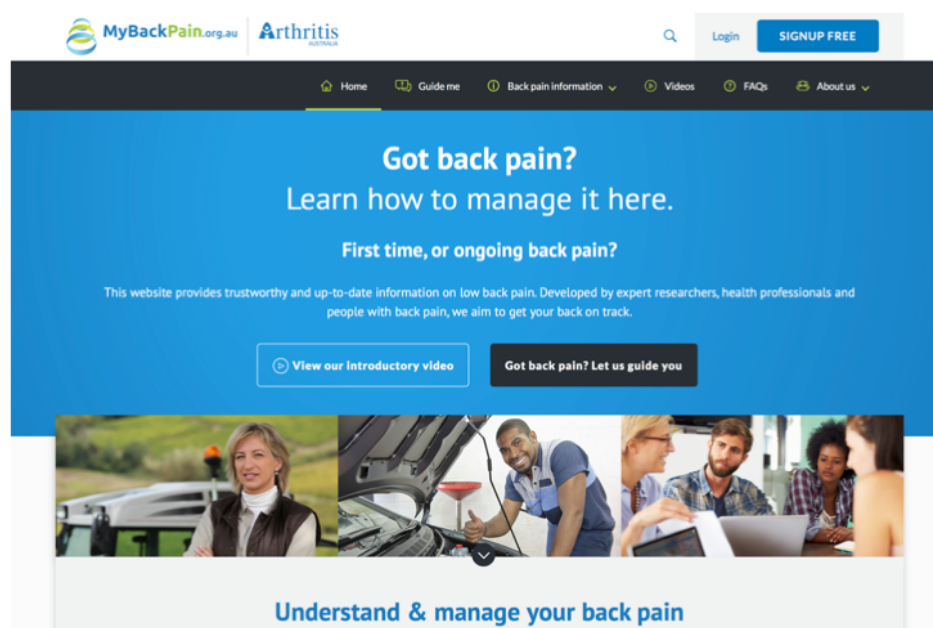 MyBackPain.org.au
Arthritis
AUSTRALIA
Login
SIGNUP FREE
Home
Guide me
Back pain information
Videos
FAQs
About us
Got back pain?
Learn how to manage it here.
First time, or ongoing back pain?
This website provides trustworthy and up-to-date information on low back pain. Developed by expert researchers, health professionals and
people with back pain, we aim to get your back on track.
View our introductory video
Got back pain? Let us guide you
Understand & manage your back pain